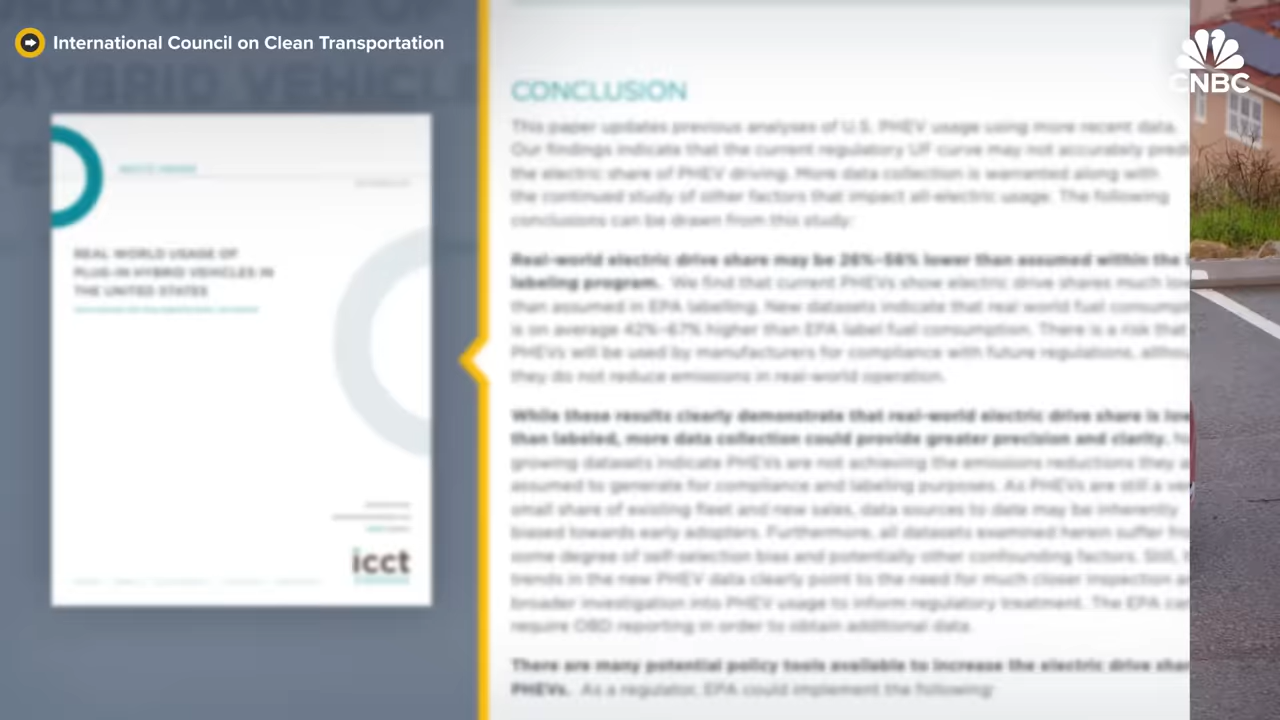 International Council on Clean Transportation
CNBC
HYBRID VEHICLE
REAL WORLD USAGE OF
PLUG-IN HYBRID VEHICLES IN
THE UNITED STATES
icct
CONCLUSION
This paper updates previous analyses of U.S. PHEV usage using more recent data.
Our findings indicate that the current regulatory UF curve may not accurately pred
the electric share of PHEV driving. More data collection is warranted along with
the continued study of other factors that impact all-electric usage. The following
conclusions can be drawn from this study:
Real-world electric drive share may be 26%–56% lower than assumed within the
labeling program. We find that current PHEVs show electric drive shares much low
than assumed in EPA labelling. New datasets indicate that real world fuel consumpt
is on average 42%–67% higher than EPA label fuel consumption. There is a risk that
PHEVs will be used by manufacturers for compliance with future regulations, althou
they do not reduce emissions in real-world operation.
While these results clearly demonstrate that real-world electric drive share is low
than labeled, more data collection could provide greater precision and clarity.
growing datasets indicate PHEVs are not achieving the emissions reductions they a
assumed to generate for compliance and labeling purposes. As PHEVs are still a ver
small share of existing fleet and new sales, data sources to date may be inherently
biased towards early adopters. Furthermore, all datasets examined herein suffer fro
some degree of self-selection bias and potentially other confounding factors. Still,
trends in the new PHEV data clearly point to the need for much closer inspection a
broader investigation into PHEV usage to inform regulatory treatment. The EPA can
require OBD reporting in order to obtain additional data.
There are many potential policy tools available to increase the electric drive shar
PHEVs. As a regulator, EPA could implement the following: